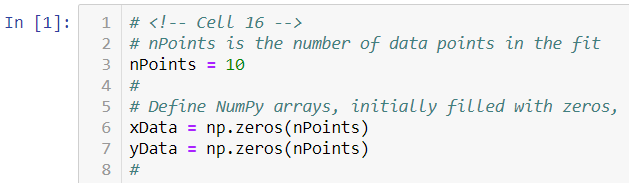 In [1]:
1 # <!-- Cell 16 -->
2 # nPoints is the number of data points in the fit
3 nPoints = 10
4 #
5 # Define NumPy arrays, initially filled with zeros,
6 xData = np.zeros(nPoints)
7 yData = np.zeros(nPoints)
8 #